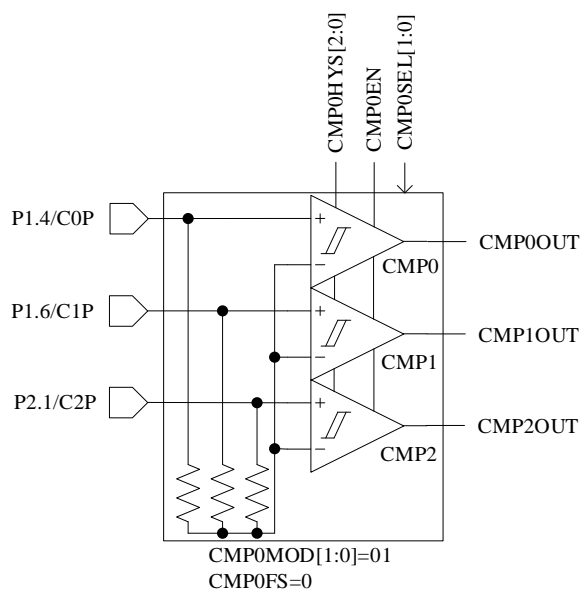 CMP0HYS[2:0]
CMP0EN
CMP0SEL[1:0]
P1.4/C0P
+
−
CMP0
CMP0OUT
P1.6/C1P
+
−
CMP1
CMP1OUT
P2.1/C2P
+
−
CMP2
CMP2OUT
CMP0MOD[1:0]=01
CMP0FS=0